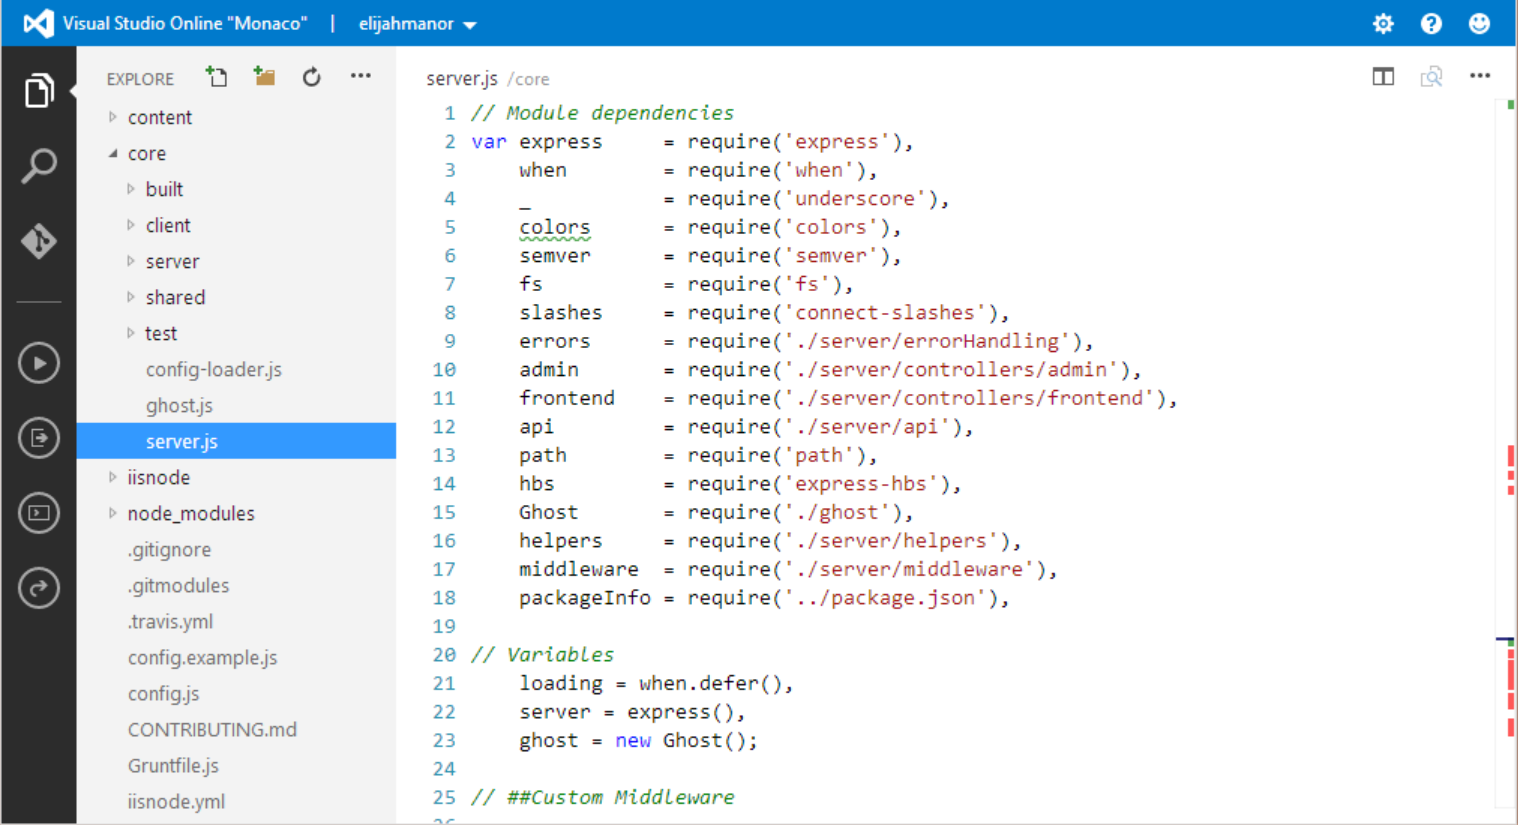 Visual Studio Online "Monaco" | elijahmanor
EXPLORE
content
core
built
client
server
shared
test
config-loader.js
ghost.js
server.js
iisnode
node_modules
.gitignore
.gitmodules
.travis.yml
config.example.js
config.js
CONTRIBUTING.md
Gruntfile.js
iisnode.yml
server.js /core
1 // Module dependencies
2 var express     = require('express'),
3     when        = require('when'),
4     _           = require('underscore'),
5     colors      = require('colors'),
6     semver      = require('semver'),
7     fs          = require('fs'),
8     slashes     = require('connect-slashes'),
9     errors      = require('./server/errorHandling'),
10     admin       = require('./server/controllers/admin'),
11     frontend    = require('./server/controllers/frontend'),
12     api         = require('./server/api'),
13     path        = require('path'),
14     hbs         = require('express-hbs'),
15     Ghost       = require('./ghost'),
16     helpers     = require('./server/helpers'),
17     middleware  = require('./server/middleware'),
18     packageInfo = require('../package.json'),
19
20 // Variables
21     loading = when.defer(),
22     server = express(),
23     ghost = new Ghost();
24
25 // ##Custom Middleware